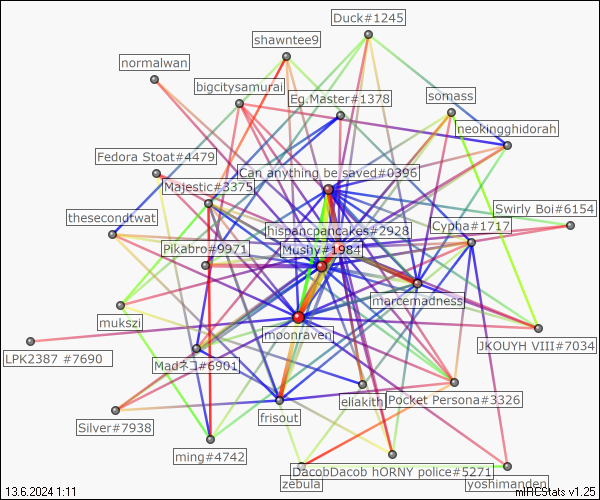 Duck#1245
shawntee9
normalwan
bigcitysamurai
Eg.Master#1378
somass
neokingghidorah
Fedora Stoat#4479
Can anything be saved#0396
Majestic#3375
Swirly Boi#6154
thesecondtwat
Cypha#1717
hispancpancakes#2928
Pikabro#9971
Mushy#1984
marcemadness
mukszi
moonraven
JKOUYH VIII#7034
LPK2387 #7690
Madネコ#6901
eliakith
Pocket Persona#3326
frisout
Silver#7938
ming#4742
DacobDacob hORNY police#5271
zebula
yoshimanden
13.6.2024 1:11
mIRCStats v1.25